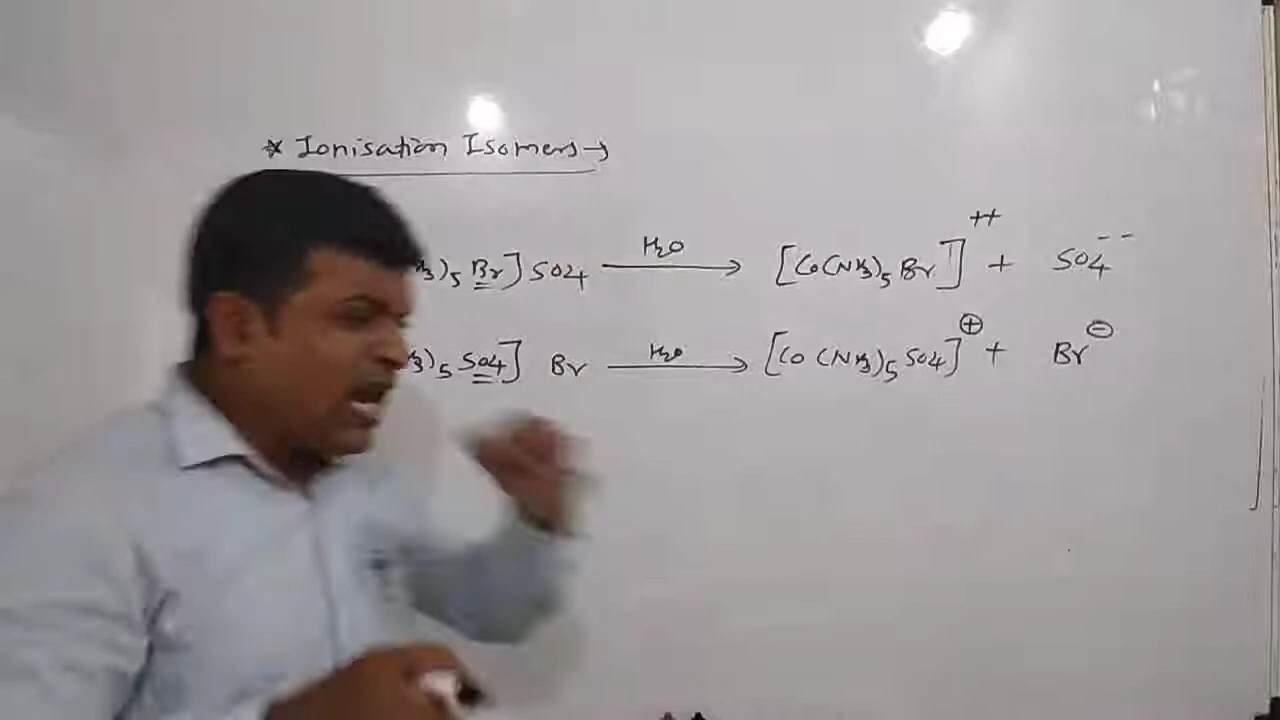 * Ionisation Isomers→
)₅ Br] SO₄ —H₂O→ [Co(NH₃)₅ Br]⁺⁺ + SO₄⁻⁻
)₅ SO₄] Br —H₂O→ [Co (NH₃)₅ SO₄]⊕ + Br⊖